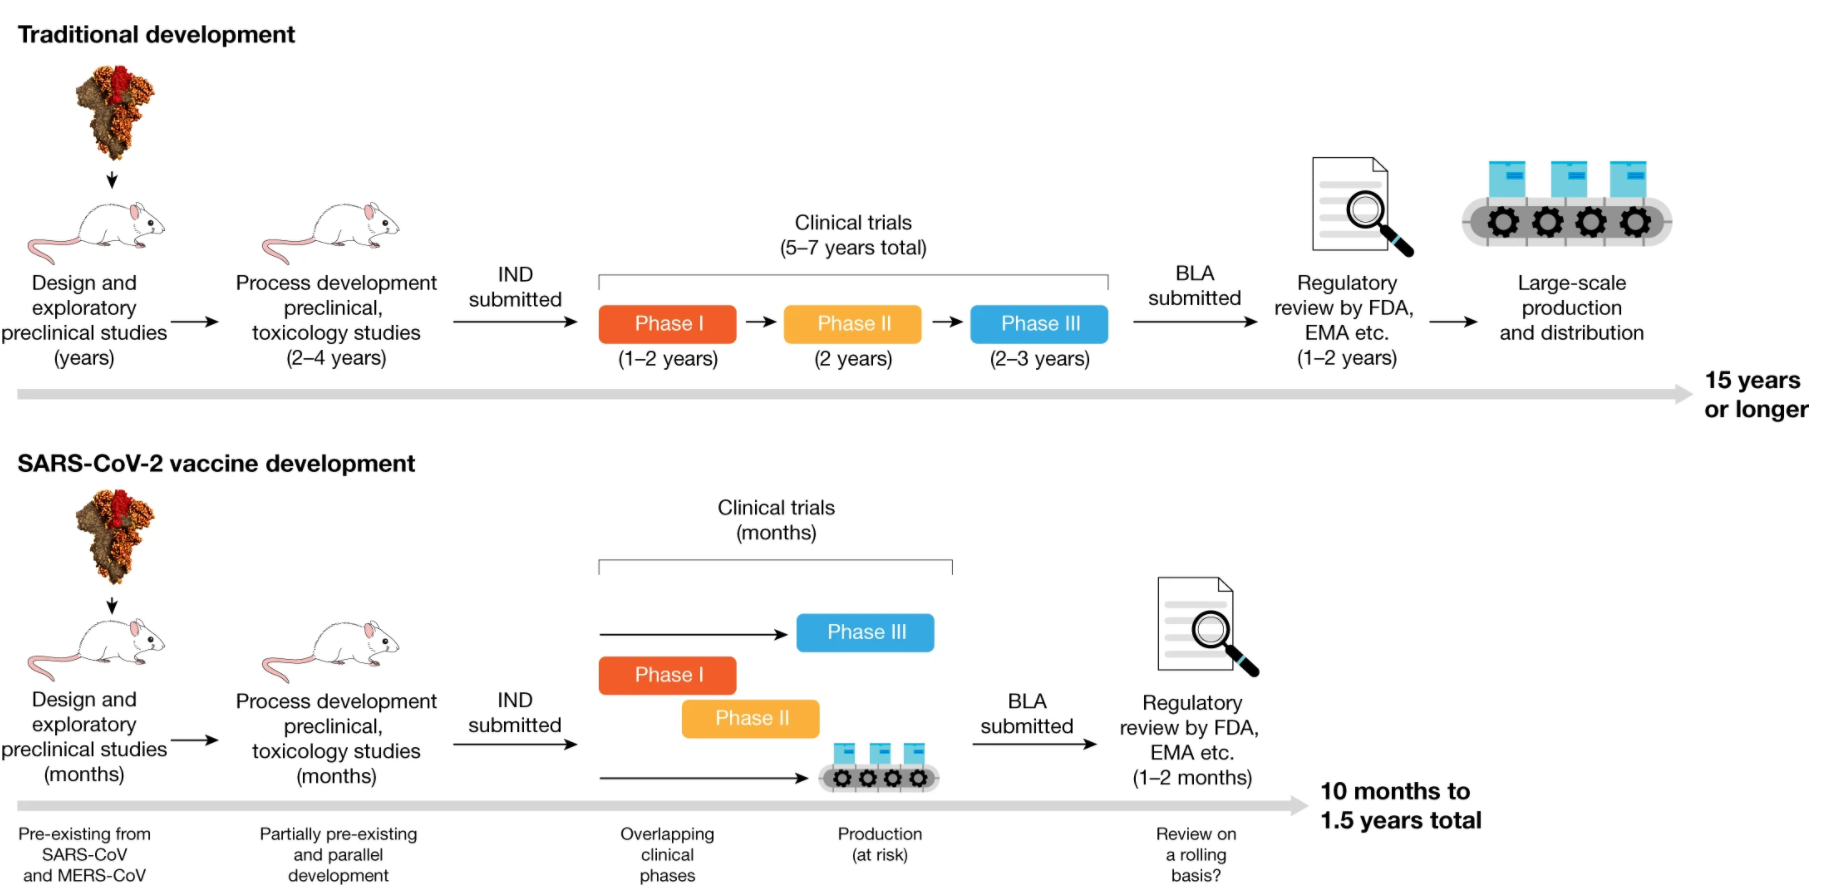 Traditional development
Design and
exploratory
preclinical studies
(years)
Process development
preclinical,
toxicology studies
(2–4 years)
IND
submitted
Clinical trials
(5–7 years total)
Phase I
(1–2 years)
Phase II
(2 years)
Phase III
(2–3 years)
BLA
submitted
Regulatory
review by FDA,
EMA etc.
(1–2 years)
Large-scale
production
and distribution
15 years
or longer
SARS-CoV-2 vaccine development
Design and
exploratory
preclinical studies
(months)
Process development
preclinical,
toxicology studies
(months)
IND
submitted
Clinical trials
(months)
Phase III
Phase I
Phase II
BLA
submitted
Regulatory
review by FDA,
EMA etc.
(1–2 months)
10 months to
1.5 years total
Pre-existing from
SARS-CoV
and MERS-CoV
Partially pre-existing
and parallel
development
Overlapping
clinical
phases
Production
(at risk)
Review on
a rolling
basis?